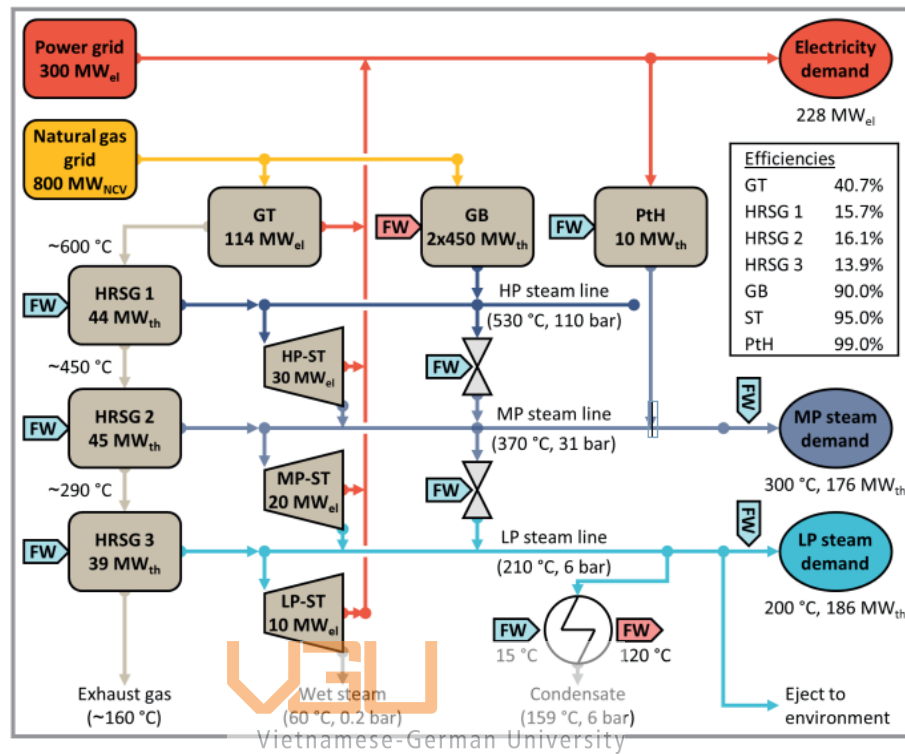 Power grid
300 MWel
Electricity
demand
228 MWel
Natural gas
grid
800 MWNCV
Efficiencies
GT 40.7%
HRSG 1 15.7%
HRSG 2 16.1%
HRSG 3 13.9%
GB 90.0%
ST 95.0%
PtH 99.0%
GT
114 MWel
FW
GB
2x450 MWth
FW
PtH
10 MWth
~600 °C
FW
HRSG 1
44 MWth
HP steam line
(530 °C, 110 bar)
HP-ST
30 MWel
FW
~450 °C
FW
HRSG 2
45 MWth
MP steam line
(370 °C, 31 bar)
FW
MP steam
demand
300 °C, 176 MWth
~290 °C
MP-ST
20 MWel
FW
FW
HRSG 3
39 MWth
LP steam line
(210 °C, 6 bar)
FW
LP steam
demand
200 °C, 186 MWth
LP-ST
10 MWel
FW
15 °C
FW
120 °C
Exhaust gas
(~160 °C)
Wet steam
(60 °C, 0.2 bar)
Condensate
(159 °C, 6 bar)
Eject to
environment
VGU
Vietnamese-German University